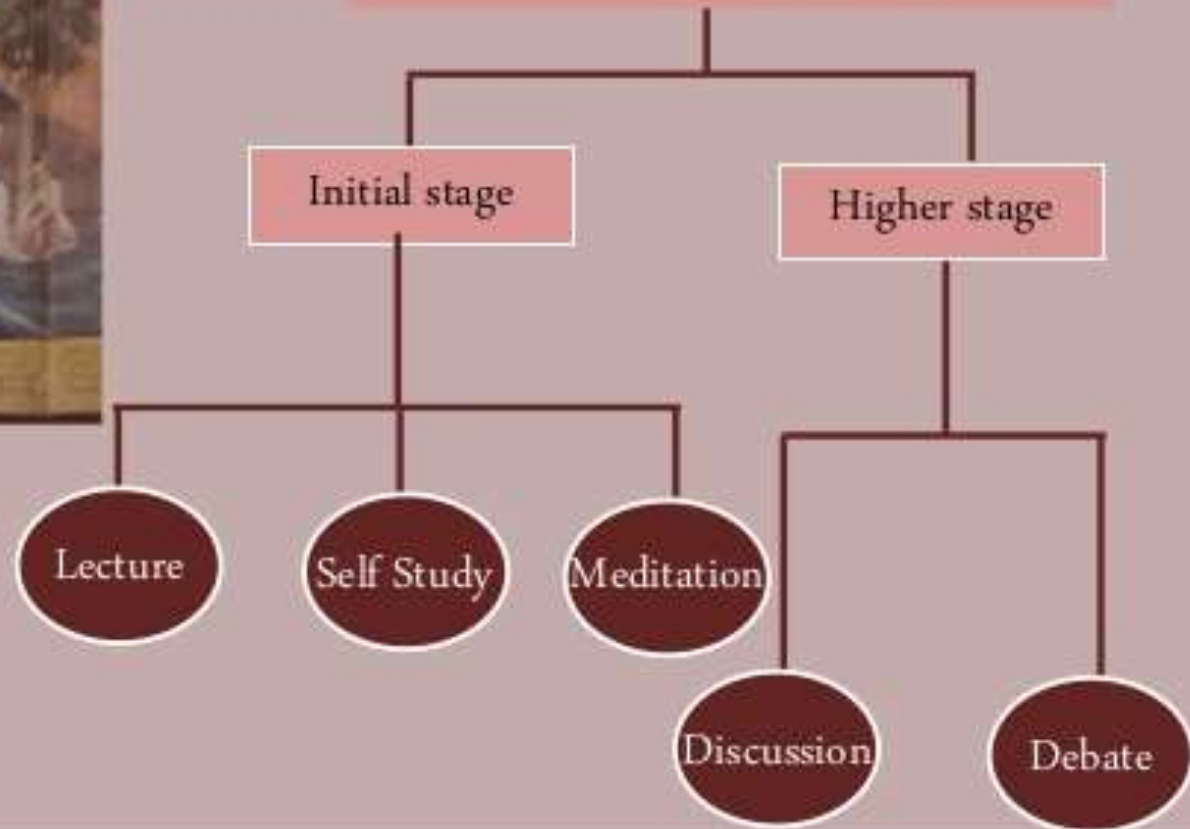 Initial stage
Higher stage
Lecture
Self Study
Meditation
Discussion
Debate